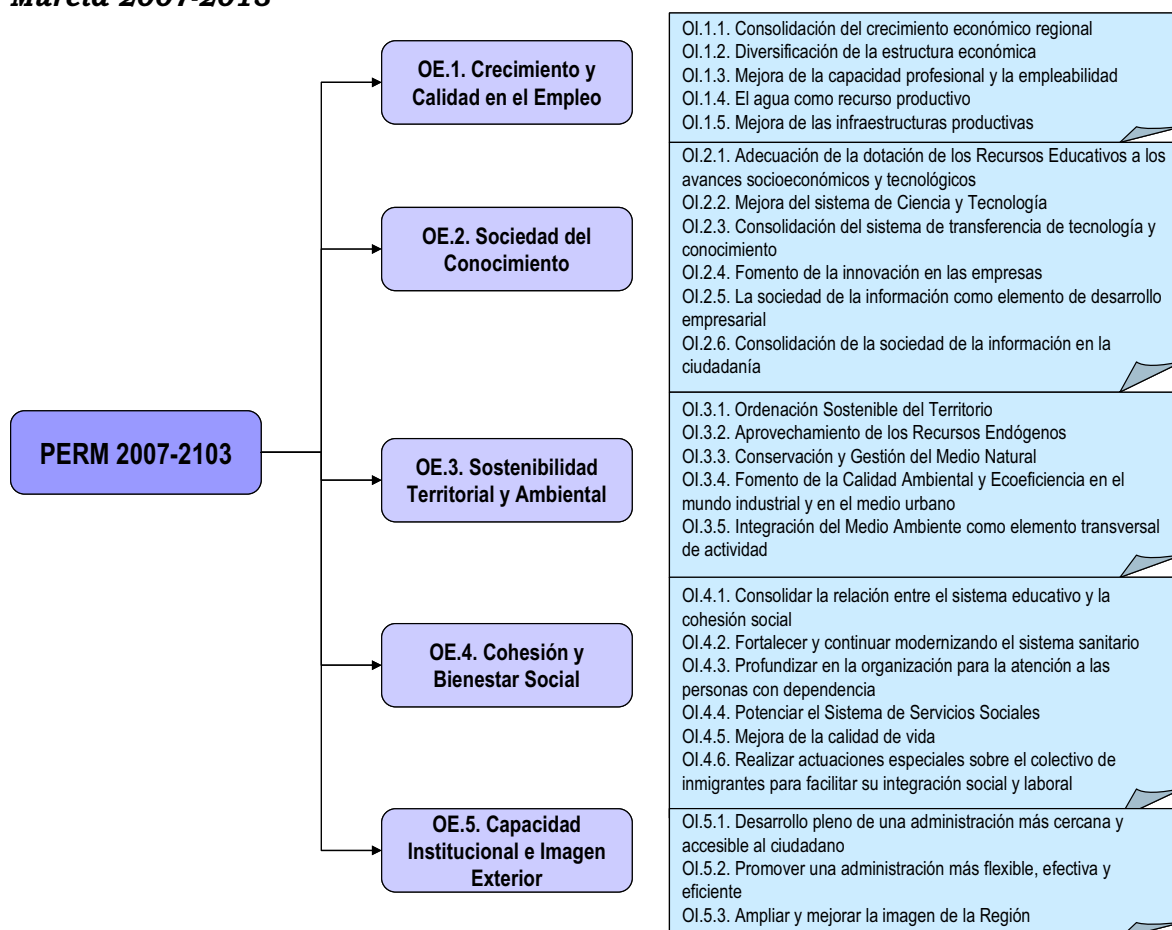 Murcia 2007-2013
PERM 2007-2103
OE.1. Crecimiento y
Calidad en el Empleo
OI.1.1. Consolidación del crecimiento económico regional
OI.1.2. Diversificación de la estructura económica
OI.1.3. Mejora de la capacidad profesional y la empleabilidad
OI.1.4. El agua como recurso productivo
OI.1.5. Mejora de las infraestructuras productivas
OE.2. Sociedad del
Conocimiento
OI.2.1. Adecuación de la dotación de los Recursos Educativos a los
avances socioeconómicos y tecnológicos
OI.2.2. Mejora del sistema de Ciencia y Tecnología
OI.2.3. Consolidación del sistema de transferencia de tecnología y
conocimiento
OI.2.4. Fomento de la innovación en las empresas
OI.2.5. La sociedad de la información como elemento de desarrollo
empresarial
OI.2.6. Consolidación de la sociedad de la información en la
ciudadanía
OE.3. Sostenibilidad
Territorial y Ambiental
OI.3.1. Ordenación Sostenible del Territorio
OI.3.2. Aprovechamiento de los Recursos Endógenos
OI.3.3. Conservación y Gestión del Medio Natural
OI.3.4. Fomento de la Calidad Ambiental y Ecoeficiencia en el
mundo industrial y en el medio urbano
OI.3.5. Integración del Medio Ambiente como elemento transversal
de actividad
OE.4. Cohesión y
Bienestar Social
OI.4.1. Consolidar la relación entre el sistema educativo y la
cohesión social
OI.4.2. Fortalecer y continuar modernizando el sistema sanitario
OI.4.3. Profundizar en la organización para la atención a las
personas con dependencia
OI.4.4. Potenciar el Sistema de Servicios Sociales
OI.4.5. Mejora de la calidad de vida
OI.4.6. Realizar actuaciones especiales sobre el colectivo de
inmigrantes para facilitar su integración social y laboral
OE.5. Capacidad
Institucional e Imagen
Exterior
OI.5.1. Desarrollo pleno de una administración más cercana y
accesible al ciudadano
OI.5.2. Promover una administración más flexible, efectiva y
eficiente
OI.5.3. Ampliar y mejorar la imagen de la Región